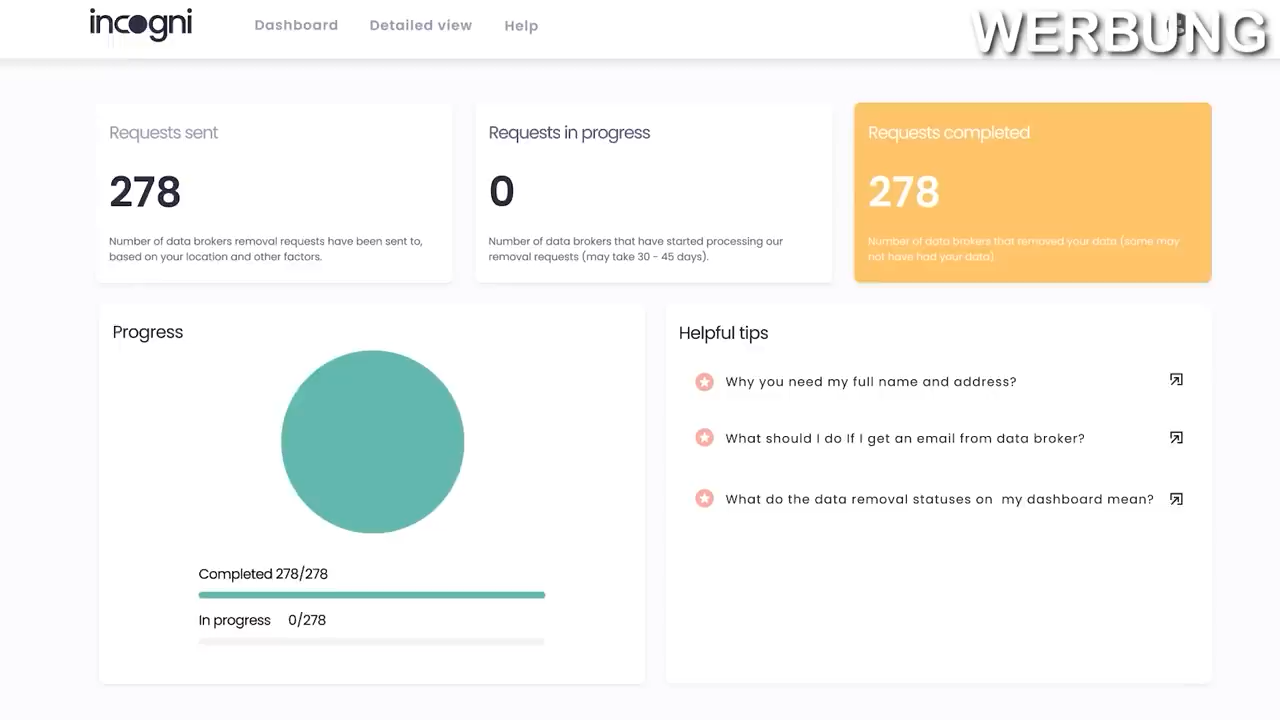 incogni
Dashboard
Detailed view
Help
WERBUNG
Requests sent
278
Number of data brokers removal requests have been sent to,
based on your location and other factors.
Requests in progress
0
Number of data brokers that have started processing our
removal requests (may take 30 - 45 days).
Requests completed
278
Number of data brokers that removed your data (some may
not have had your data)
Progress
Completed 278/278
In progress 0/278
Helpful tips
Why you need my full name and address?
What should I do If I get an email from data broker?
What do the data removal statuses on my dashboard mean?